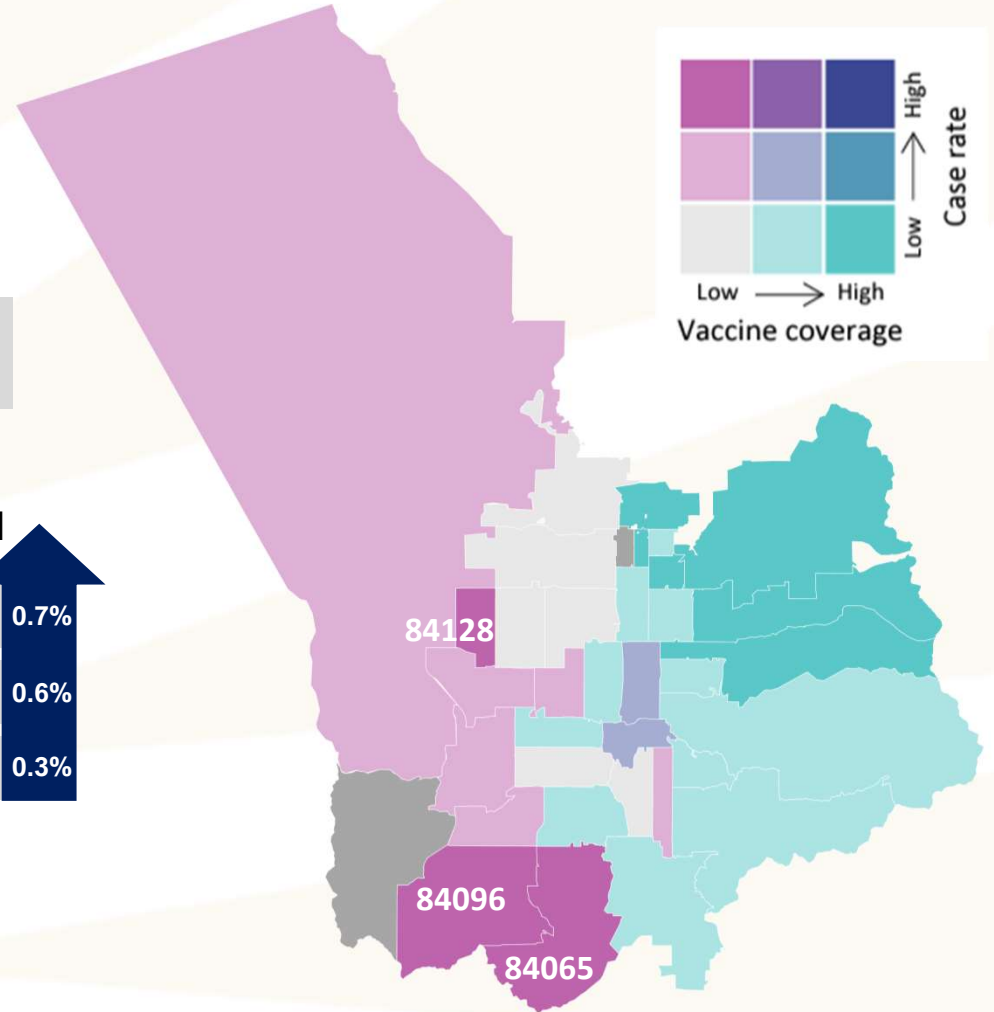 High
Case rate
Low
Low
High
Vaccine coverage
0.7%
0.6%
0.3%
84128
84096
84065